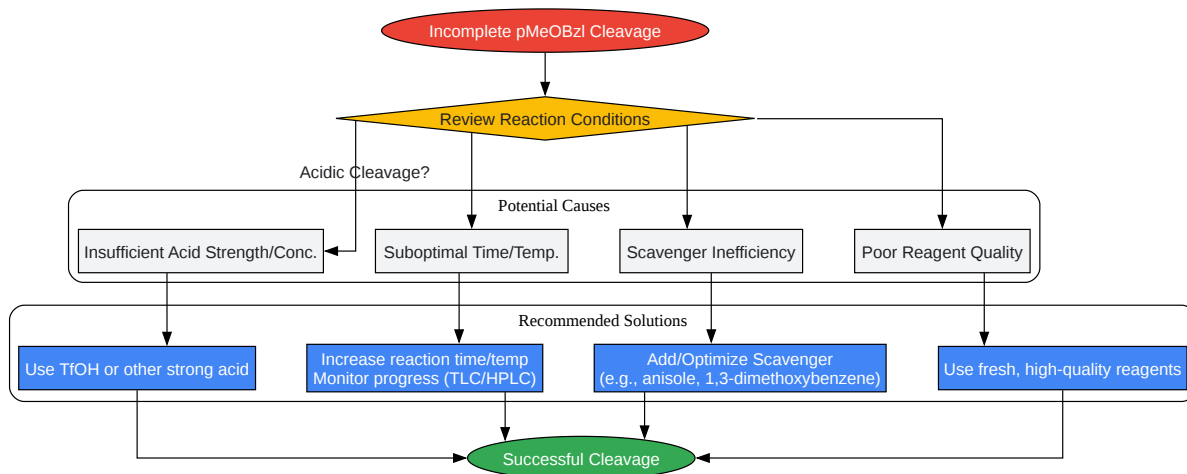 Incomplete pMeOBzl Cleavage
Review Reaction Conditions
Acidic Cleavage?
Potential Causes
Insufficient Acid Strength/Conc.
Suboptimal Time/Temp.
Scavenger Inefficiency
Poor Reagent Quality
Recommended Solutions
Use TfOH or other strong acid
Increase reaction time/temp
Monitor progress (TLC/HPLC)
Add/Optimize Scavenger
(e.g., anisole, 1,3-dimethoxybenzene)
Use fresh, high-quality reagents
Successful Cleavage